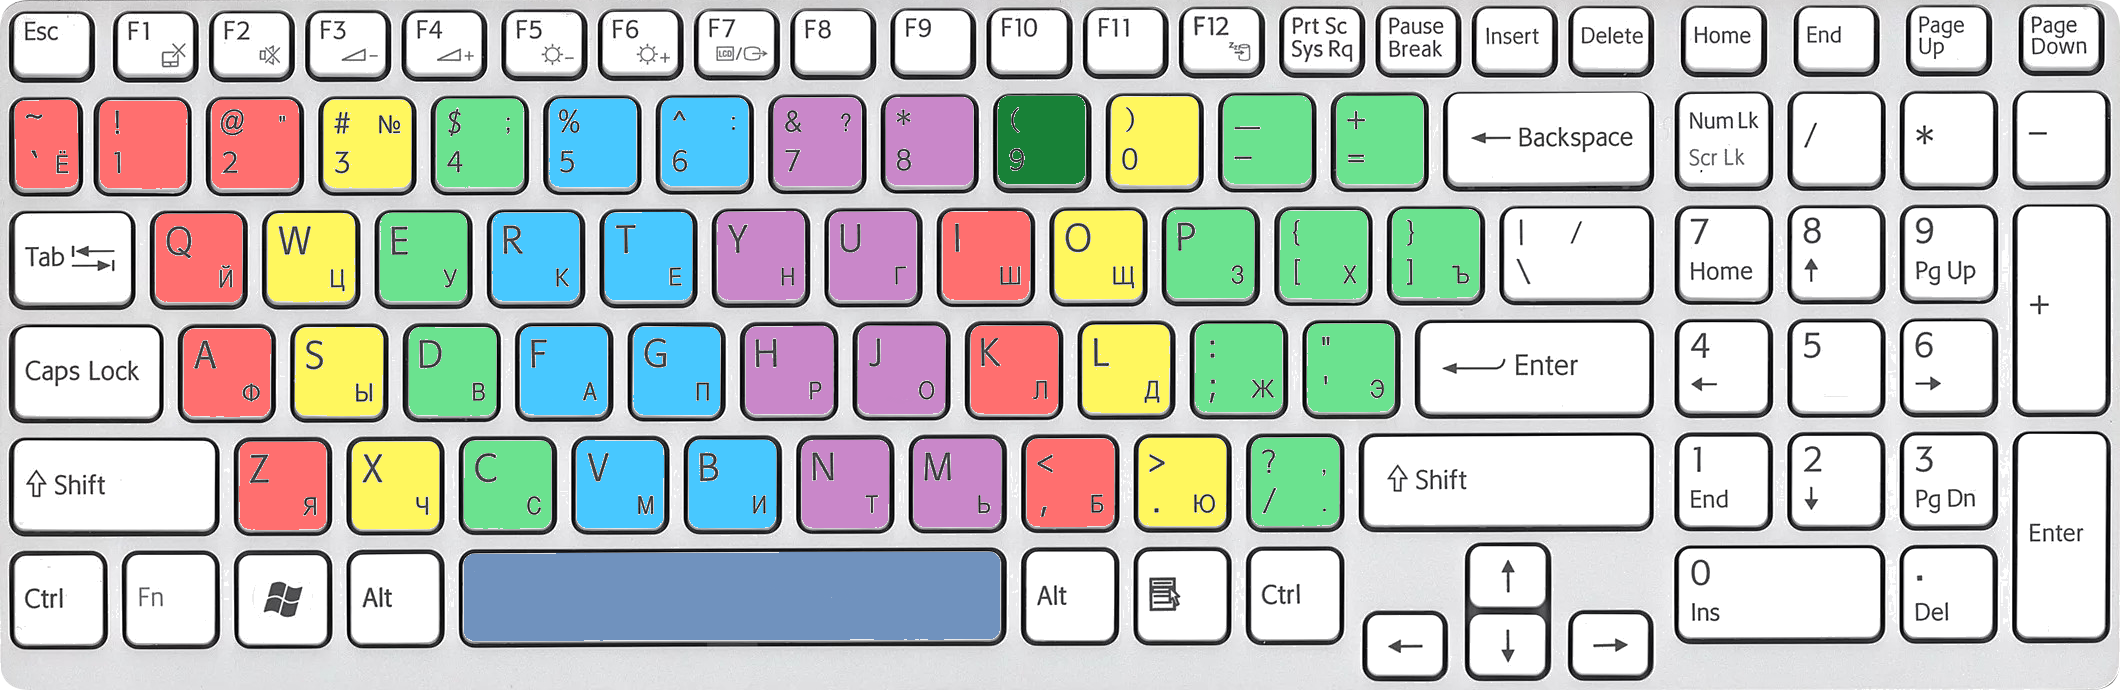 Esc F1 F2 F3 F4 F5 F6 F7 F8 F9 F10 F11 F12 Prt Sc Pause Insert Delete Home End Page Page
LCD Sys Rq Break Up Down
~ ! @ " # № $ ; % ^ : & ? * ( ) — + ← Backspace Num Lk / * −
` Ё 1 2 3 4 5 6 7 8 9 0 − = Scr Lk
Tab Q W E R T Y U I O P { } | / 7 8 9 +
Й Ц У К Е Н Г Ш Щ З [ Х ] Ъ \ Home ↑ Pg Up
Caps Lock A S D F G H J K L : " Enter 4 5 6
Ф Ы В А П Р О Л Д ; Ж ' Э ← →
Shift Z X C V B N M < > ? , Shift 1 2 3 Enter
Я Ч С М И Т Ь , Б . Ю / . End ↓ Pg Dn
Ctrl Fn Alt Alt Ctrl ↑ 0 .
← ↓ → Ins Del